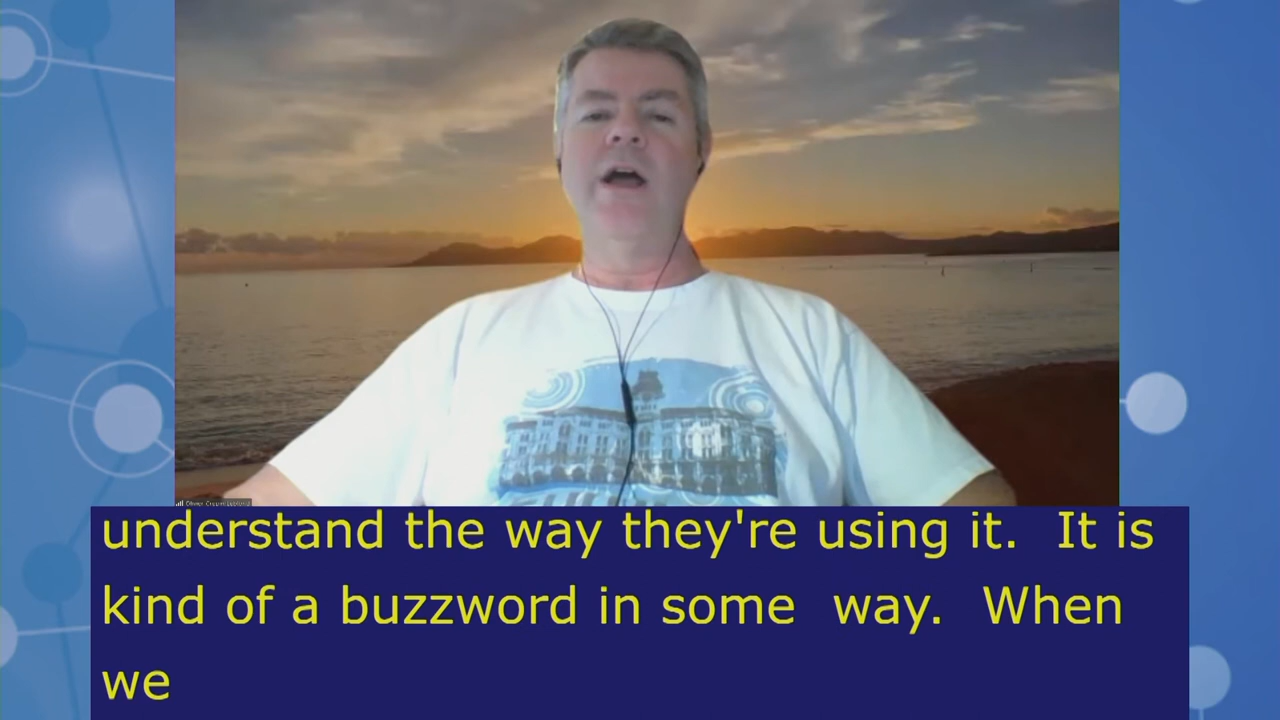 understand the way they're using it.  It is
kind of a buzzword in some  way.  When
we